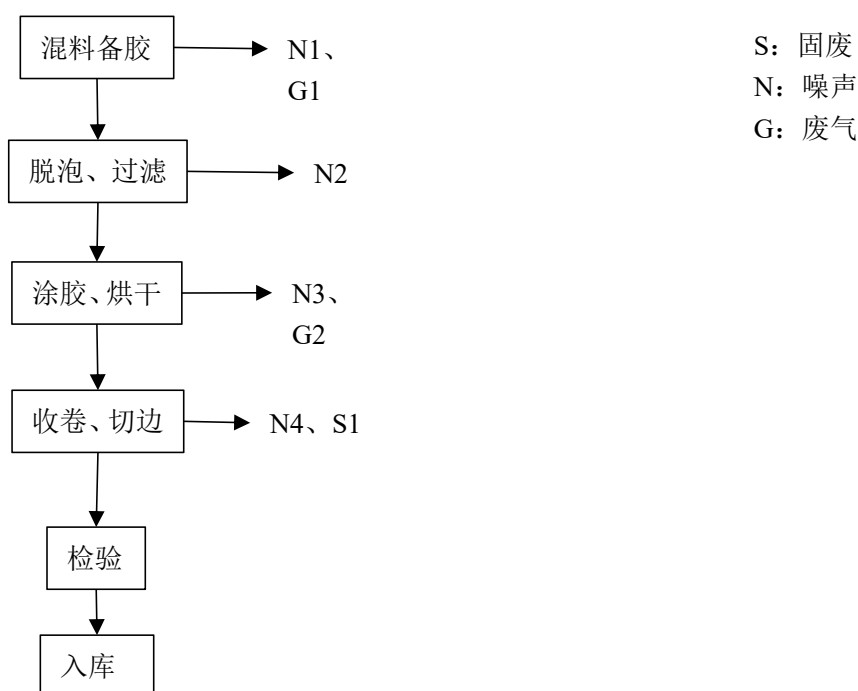 混料备胶
N1、
G1
S：固废
N：噪声
G：废气
脱泡、过滤
N2
涂胶、烘干
N3、
G2
收卷、切边
N4、S1
检验
入库